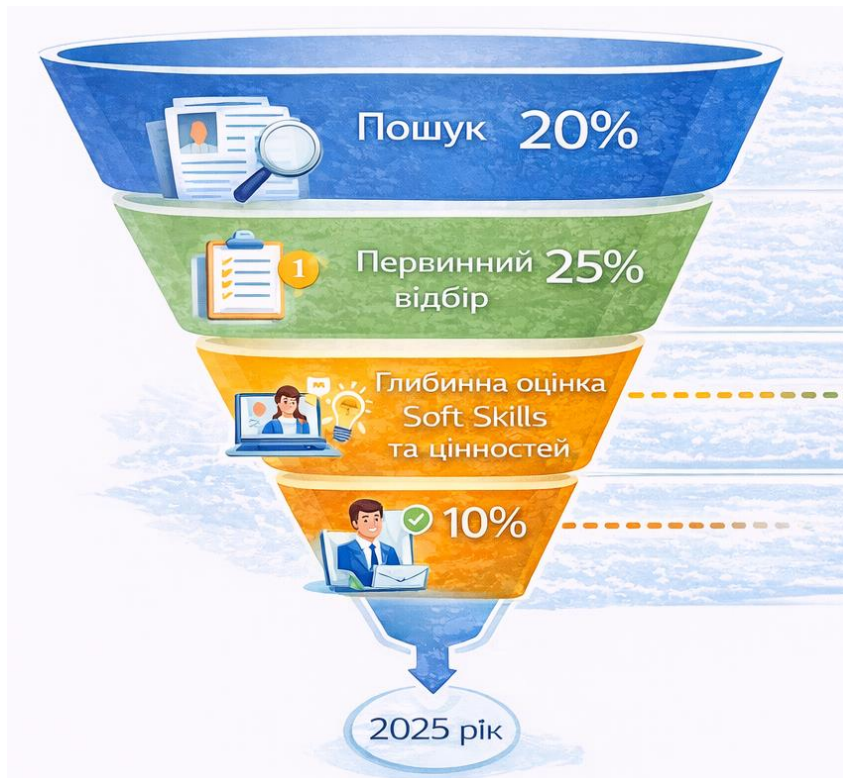 Пошук 20%
1
Первинний 25%
відбір
Глибинна оцінка
Soft Skills
та цінностей
10%
2025 рік